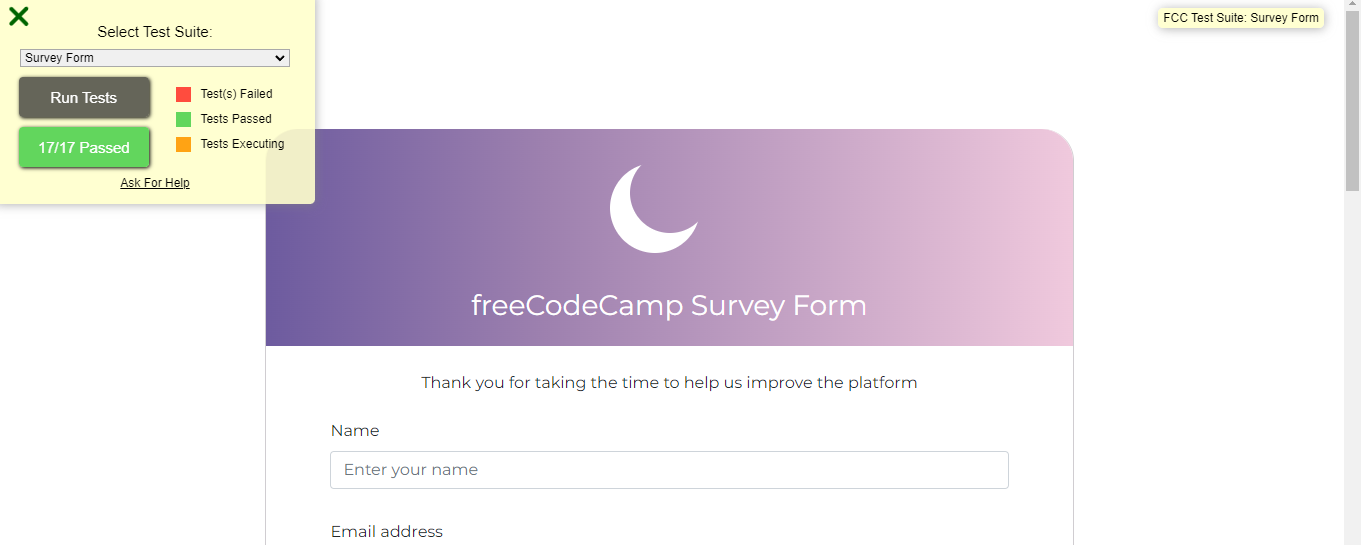 Select Test Suite:
Survey Form
Run Tests
Test(s) Failed
Tests Passed
17/17 Passed
Tests Executing
Ask For Help
FCC Test Suite: Survey Form
freeCodeCamp Survey Form
Thank you for taking the time to help us improve the platform
Name
Enter your name
Email address